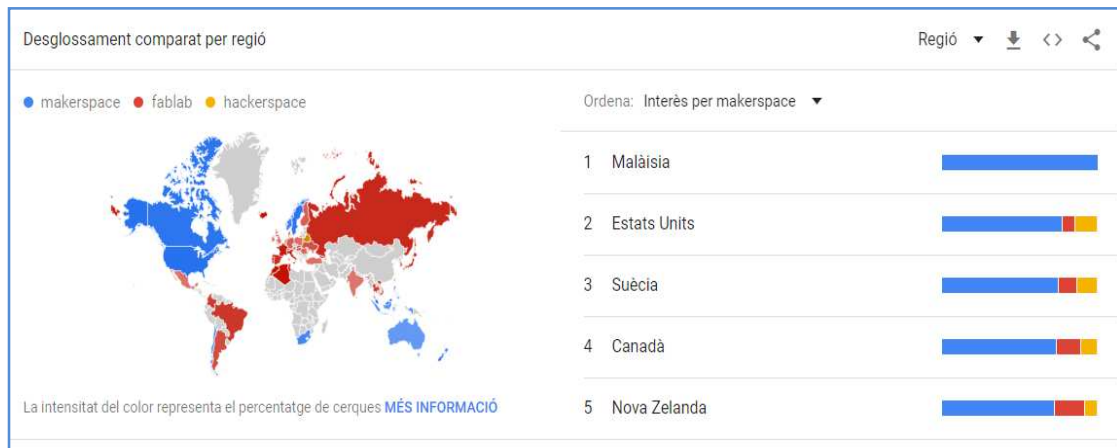 Desglossament comparat per regió
Regió
makerspace fablab hackerspace
Ordena: Interès per makerspace
1 Malàisia
2 Estats Units
3 Suècia
4 Canadà
5 Nova Zelanda
La intensitat del color representa el percentatge de cerques MÉS INFORMACIÓ